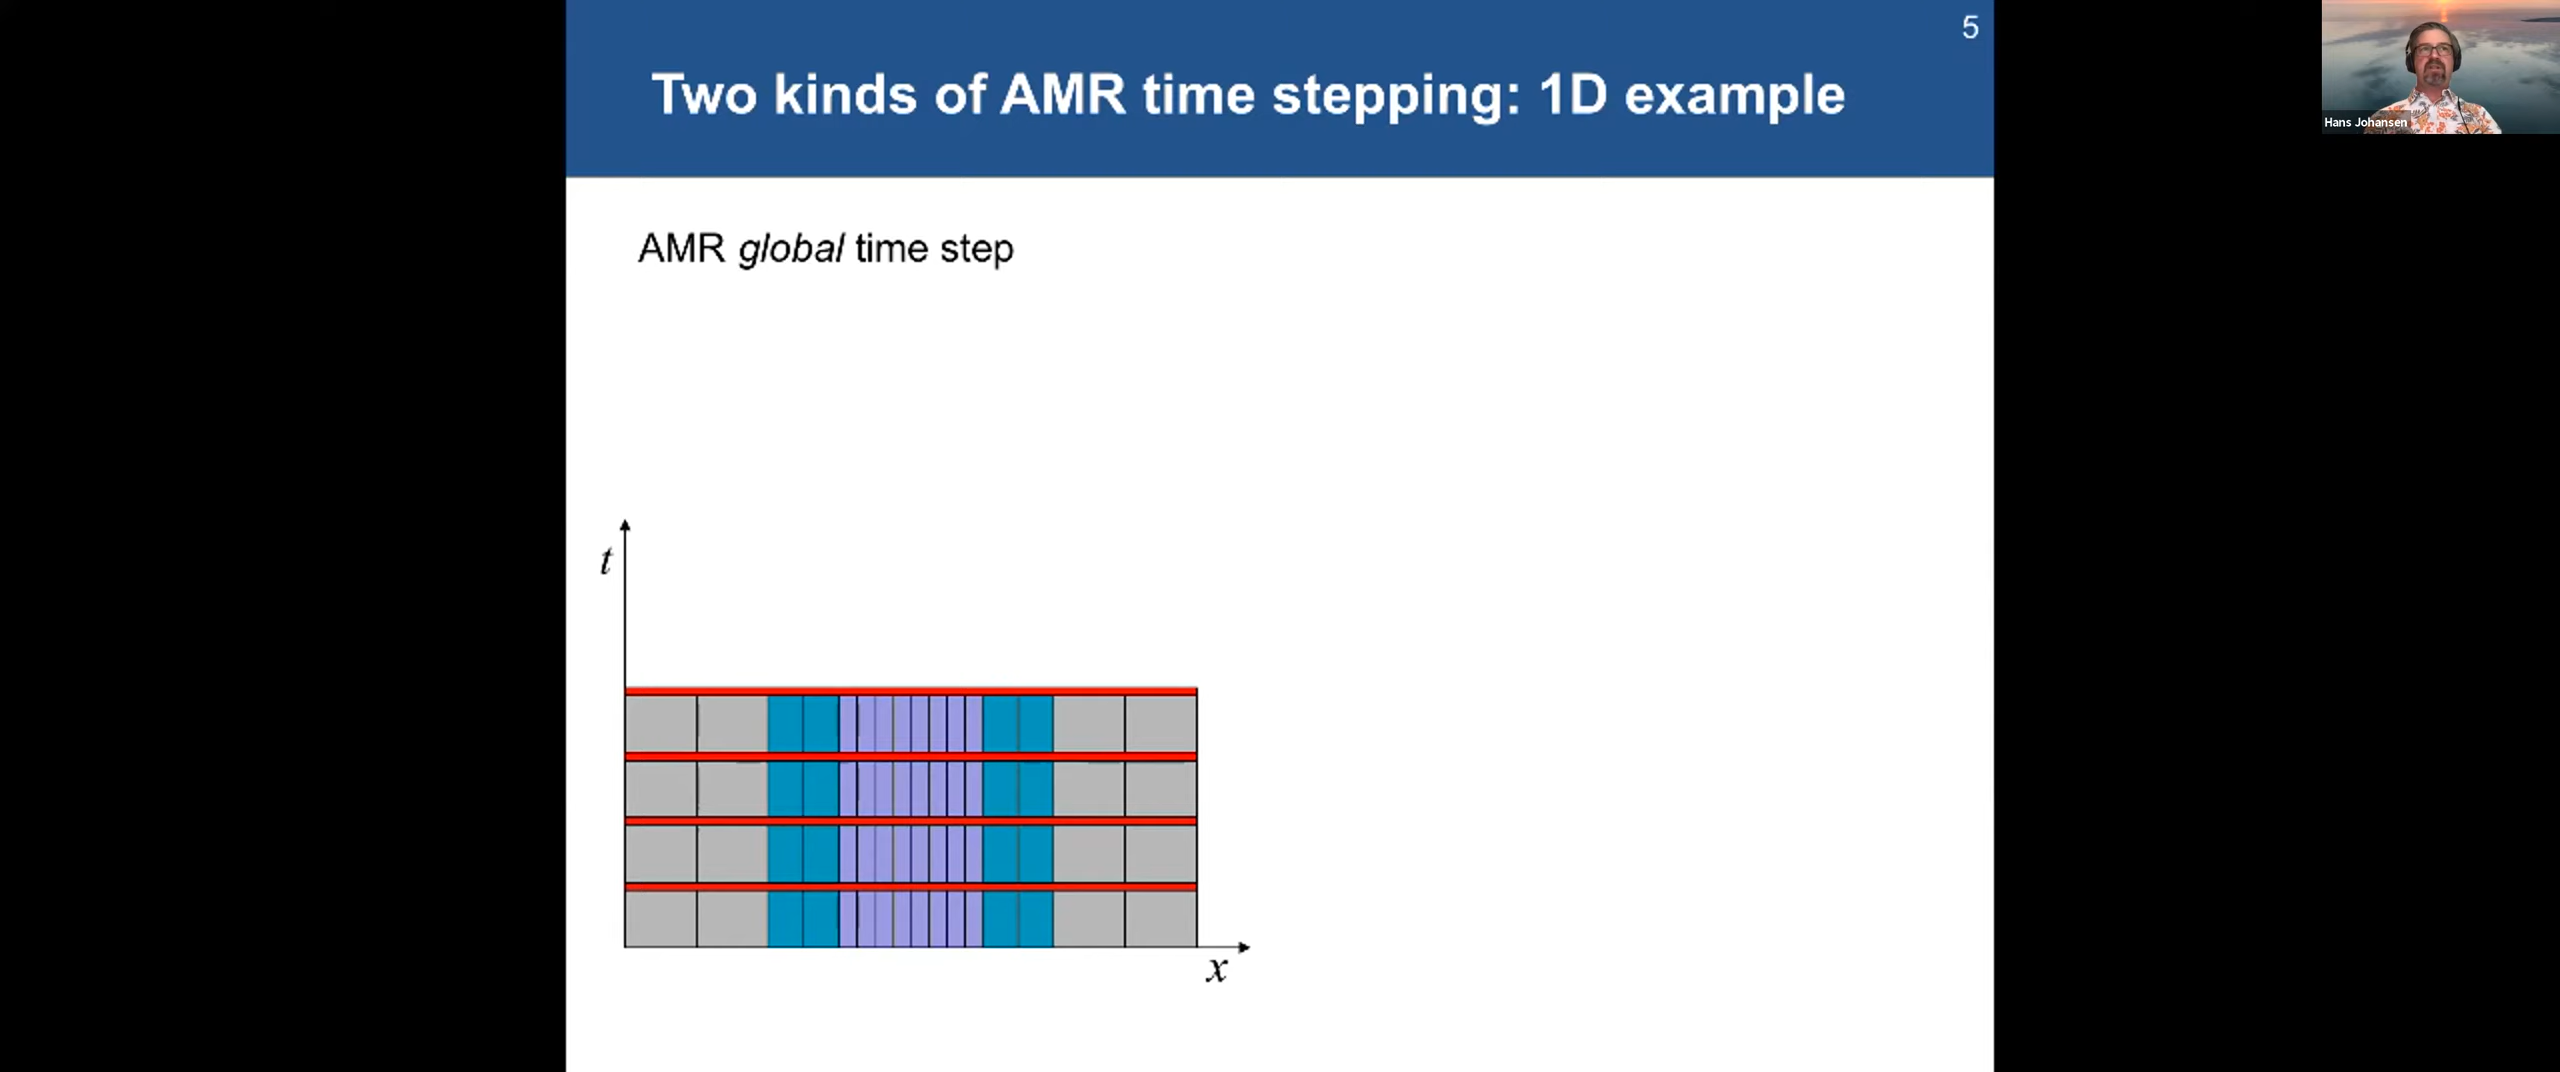 5
Two kinds of AMR time stepping: 1D example
Hans Johansen
AMR global time step
t
x